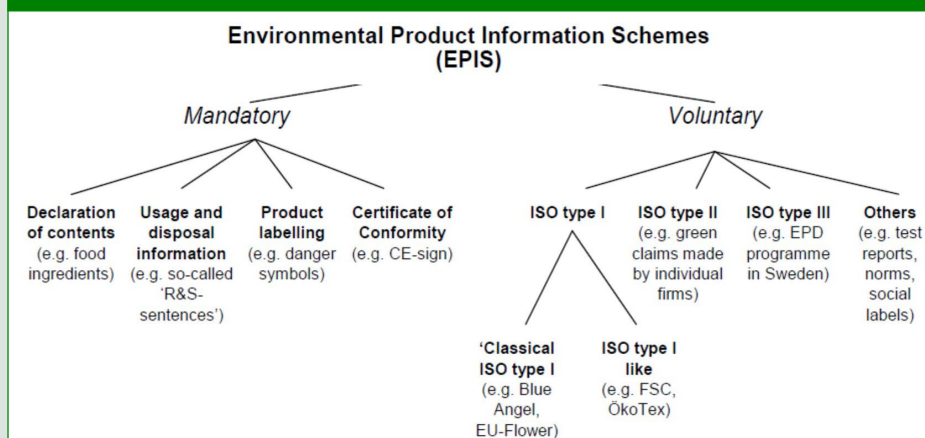 Environmental Product Information Schemes
(EPIS)
Mandatory
Voluntary
Declaration
of contents
(e.g. food
ingredients)
Usage and
disposal
information
(e.g. so-called
‘R&S-
sentences’)
Product
labelling
(e.g. danger
symbols)
Certificate of
Conformity
(e.g. CE-sign)
ISO type I
ISO type II
(e.g. green
claims made
by individual
firms)
ISO type III
(e.g. EPD
programme
in Sweden)
Others
(e.g. test
reports,
norms,
social
labels)
‘Classical
ISO type I
(e.g. Blue
Angel,
EU-Flower)
ISO type I
like
(e.g. FSC,
ÖkoTex)